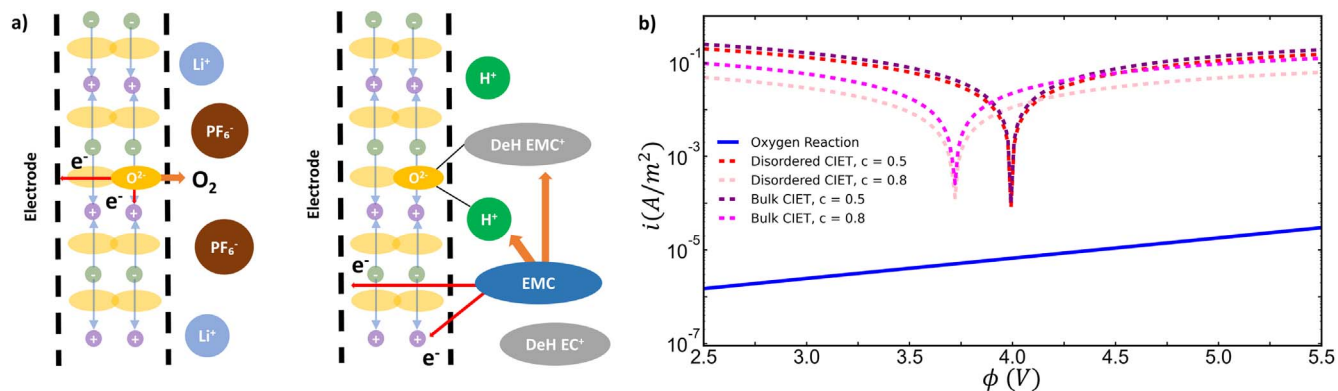 a)
Electrode
-
-
Li⁺
+
+
PF₆⁻
-
-
e⁻
O²⁻
O₂
e⁻
+
+
PF₆⁻
-
-
Li⁺
+
+
Electrode
-
-
H⁺
+
+
DeH EMC⁺
-
-
O²⁻
H⁺
+
+
EMC
e⁻
-
-
+
+
e⁻
DeH EC⁺
b)
i(A/m²)
10⁻¹
10⁻³
10⁻⁵
10⁻⁷
Oxygen Reaction
Disordered CIET, c = 0.5
Disordered CIET, c = 0.8
Bulk CIET, c = 0.5
Bulk CIET, c = 0.8
2.5 3.0 3.5 4.0 4.5 5.0 5.5
ϕ (V)